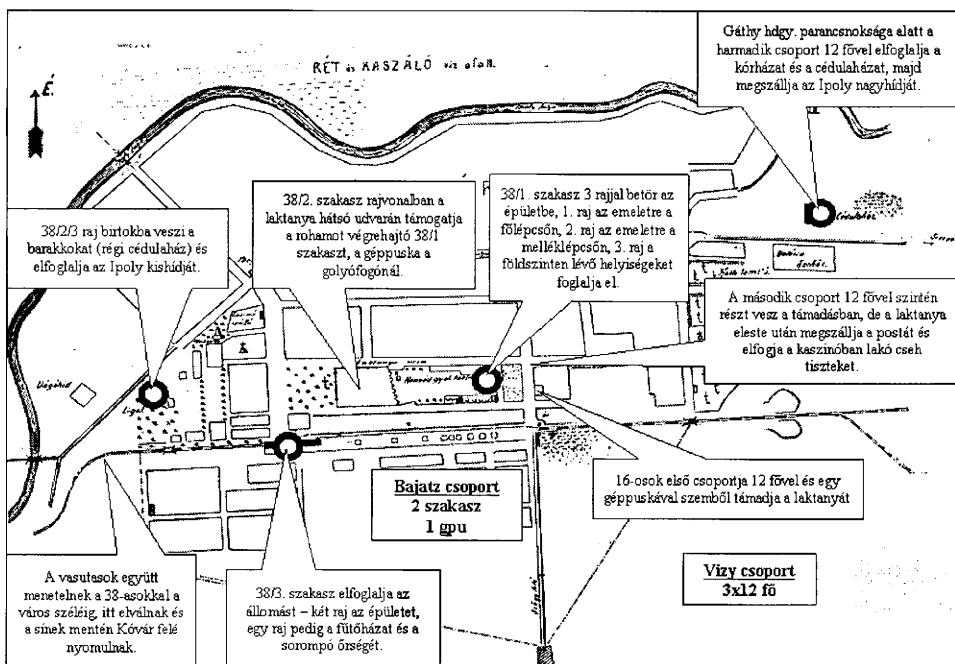 RÉT és KASZÁLÓ
É.
Gáthy hdgy. parancsnoksága alatt a
harmadik csoport 12 fővel elfoglalja a
kórházat és a cédulaházat, majd
megszállja az Ipoly nagyhídját.
38/2/3 raj birtokba veszi a
barakkokat (régi cédulaház) és
elfoglalja az Ipoly kishídját.
38/2. szakasz rajvonalban a
laktanya hátsó udvarán támogatja
a rohamot végrehajtó 38/1
szakaszt, a géppuska a
golyófogónál.
38/1. szakasz 3 rajjal betör az
épületbe, 1. raj az emeletre a
főlépcsőn, 2. raj az emeletre a
melléklépcsőn, 3. raj a
földszinten lévő helyiségeket
foglalja el.
A második csoport 12 fővel szintén
részt vesz a támadásban, de a laktanya
eleste után megszállja a postát és
elfogja a kaszinóban lakó cseh
tiszteket.
Vágóhíd
Liget
Bajatz csoport
2 szakasz
1 gpu
16-osok első csoportja 12 fővel és egy
géppuskával szemből támadja a laktanyát
Vizy csoport
3x12 fő
A vasutasok együtt
menetelnek a 38-asokkal a
város széléig, itt elválnak és
a sínek mentén Kóvár felé
nyomulnak.
38/3. szakasz elfoglalja az
állomást – két raj az épületet,
egy raj pedig a fűtőházat és a
sorompó őrségét.